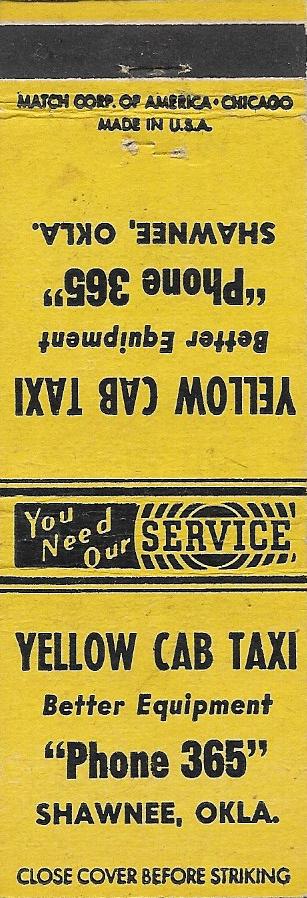 MATCH CORP. OF AMERICA • CHICAGO
MADE IN U.S.A.
YELLOW CAB TAXI
Better Equipment
“Phone 365”
SHAWNEE, OKLA.
You Need Our SERVICE
YELLOW CAB TAXI
Better Equipment
“Phone 365”
SHAWNEE, OKLA.
CLOSE COVER BEFORE STRIKING